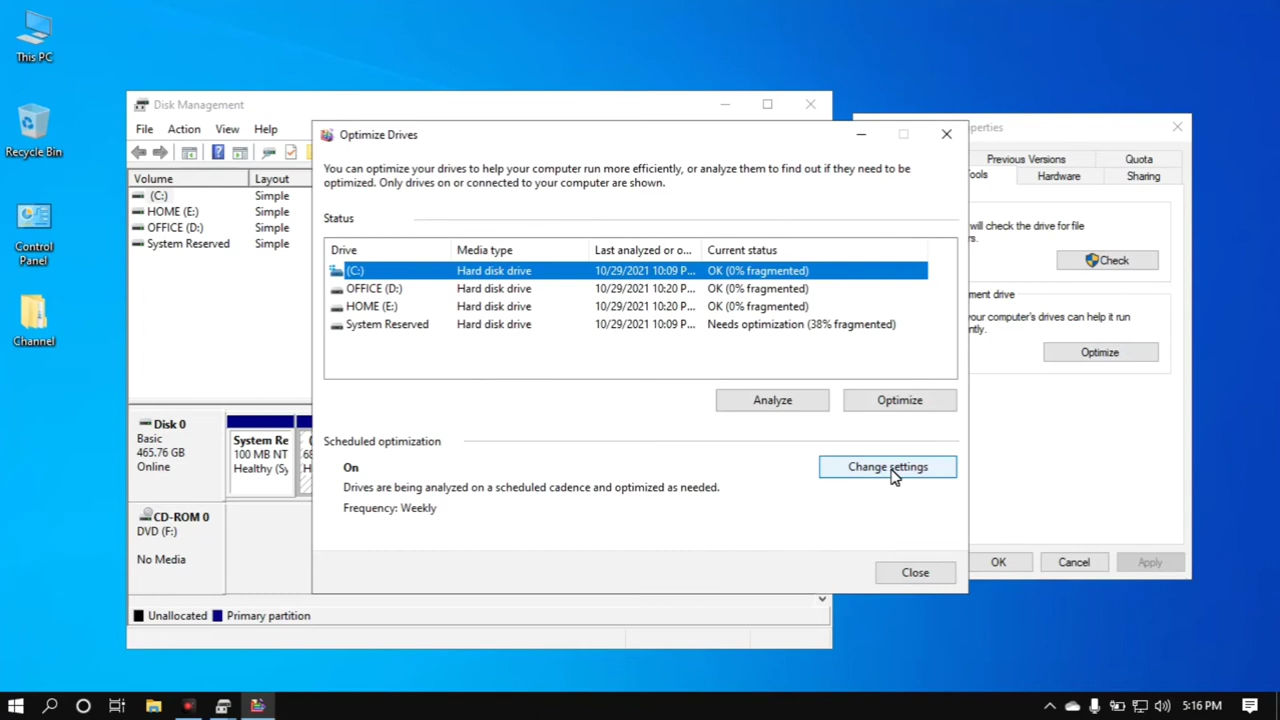 This PC
Recycle Bin
Control
Panel
Channel
Disk Management
File Action View Help
Volume Layout
(C:) Simple
HOME (E:) Simple
OFFICE (D:) Simple
System Reserved Simple
Disk 0
Basic
465.76 GB
Online
System Re
100 MB NT
Healthy (Sy
CD-ROM 0
DVD (F:)
No Media
Unallocated Primary partition
Optimize Drives
You can optimize your drives to help your computer run more efficiently, or analyze them to find out if they need to be
optimized. Only drives on or connected to your computer are shown.
Status
Drive Media type Last analyzed or o... Current status
(C:) Hard disk drive 10/29/2021 10:09 P... OK (0% fragmented)
OFFICE (D:) Hard disk drive 10/29/2021 10:20 P... OK (0% fragmented)
HOME (E:) Hard disk drive 10/29/2021 10:20 P... OK (0% fragmented)
System Reserved Hard disk drive 10/29/2021 10:09 P... Needs optimization (38% fragmented)
Analyze Optimize
Scheduled optimization
On
Change settings
Drives are being analyzed on a scheduled cadence and optimized as needed.
Frequency: Weekly
Close
perties
Previous Versions Quota
ools Hardware Sharing
will check the drive for file
s.
Check
ment drive
your computer's drives can help it run
ntly.
Optimize
OK Cancel Apply
5:16 PM